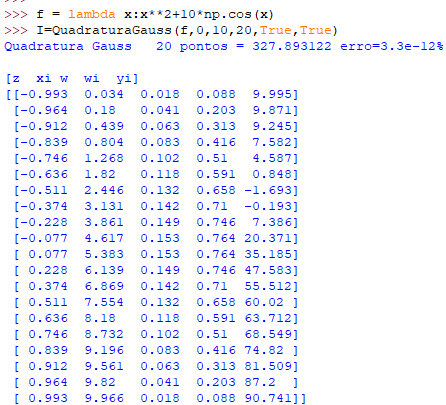 >>> f = lambda x:x**2+10*np.cos(x)
>>> I=QuadraturaGauss(f,0,10,20,True,True)
Quadratura Gauss   20 pontos = 327.893122 erro=3.3e-12%
[z  xi w  wi  yi]
[[-0.993  0.034  0.018  0.088  9.995]
[-0.964  0.18   0.041  0.203  9.871]
[-0.912  0.439  0.063  0.313  9.245]
[-0.839  0.804  0.083  0.416  7.582]
[-0.746  1.268  0.102  0.51   4.587]
[-0.636  1.82   0.118  0.591  0.848]
[-0.511  2.446  0.132  0.658 -1.693]
[-0.374  3.131  0.142  0.71  -0.193]
[-0.228  3.861  0.149  0.746  7.386]
[-0.077  4.617  0.153  0.764 20.371]
[ 0.077  5.383  0.153  0.764 35.185]
[ 0.228  6.139  0.149  0.746 47.583]
[ 0.374  6.869  0.142  0.71  55.512]
[ 0.511  7.554  0.132  0.658 60.02 ]
[ 0.636  8.18   0.118  0.591 63.712]
[ 0.746  8.732  0.102  0.51  68.549]
[ 0.839  9.196  0.083  0.416 74.82 ]
[ 0.912  9.561  0.063  0.313 81.509]
[ 0.964  9.82   0.041  0.203 87.2  ]
[ 0.993  9.966  0.018  0.088 90.741]]